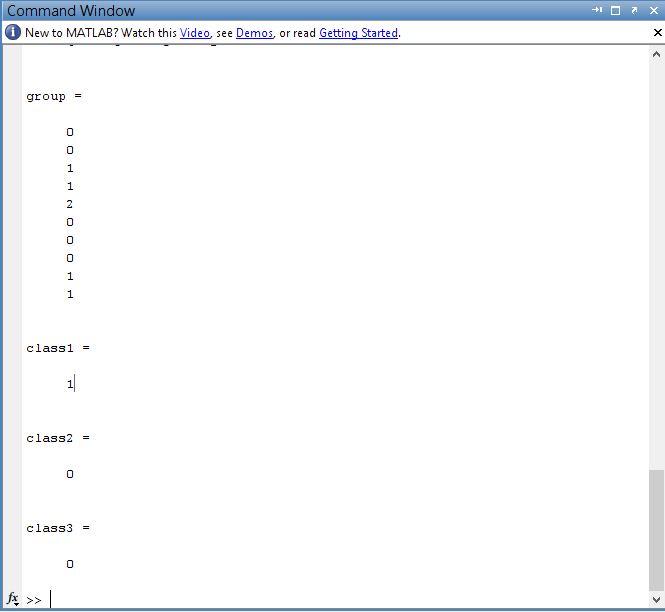 Command Window
New to MATLAB? Watch this Video, see Demos, or read Getting Started.
group =
0
0
1
1
2
0
0
0
1
1
class1 =
1
class2 =
0
class3 =
0
fx >>